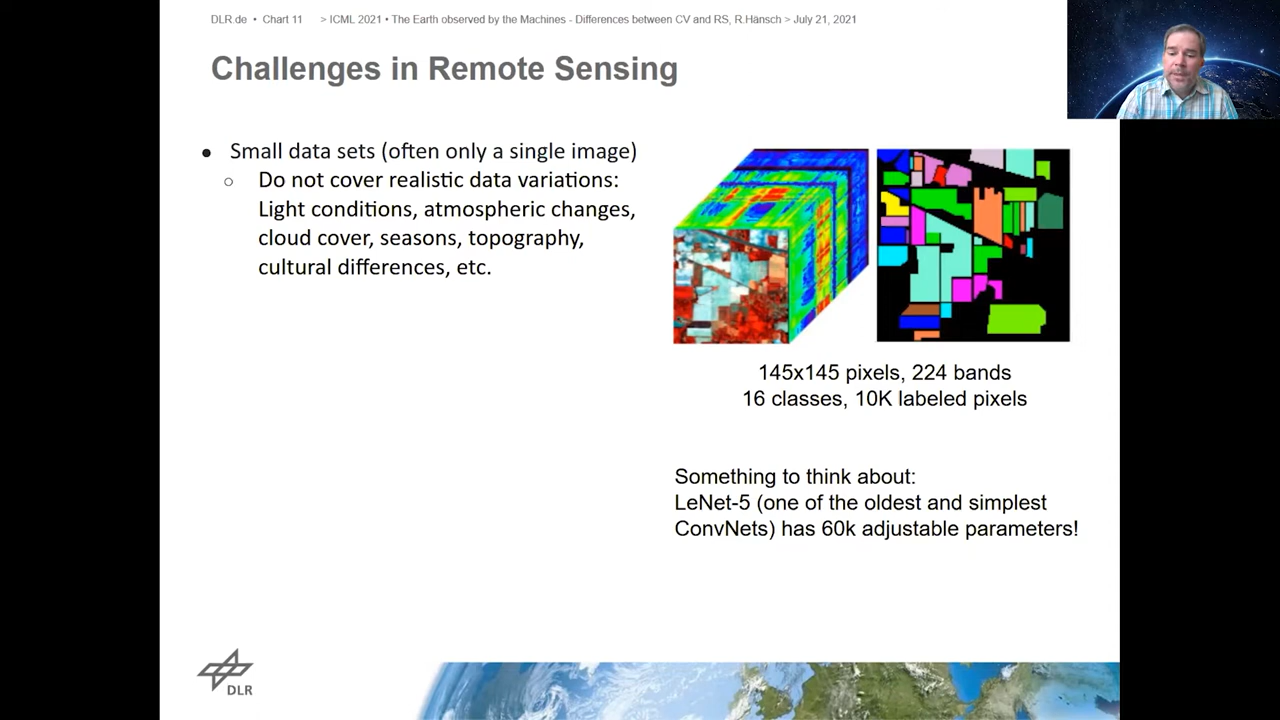 DLR.de • Chart 11 > ICML 2021 • The Earth observed by the Machines - Differences between CV and RS, R.Hänsch > July 21, 2021
Challenges in Remote Sensing
• Small data sets (often only a single image)
○ Do not cover realistic data variations:
Light conditions, atmospheric changes,
cloud cover, seasons, topography,
cultural differences, etc.
145x145 pixels, 224 bands
16 classes, 10K labeled pixels
Something to think about:
LeNet-5 (one of the oldest and simplest
ConvNets) has 60k adjustable parameters!
DLR